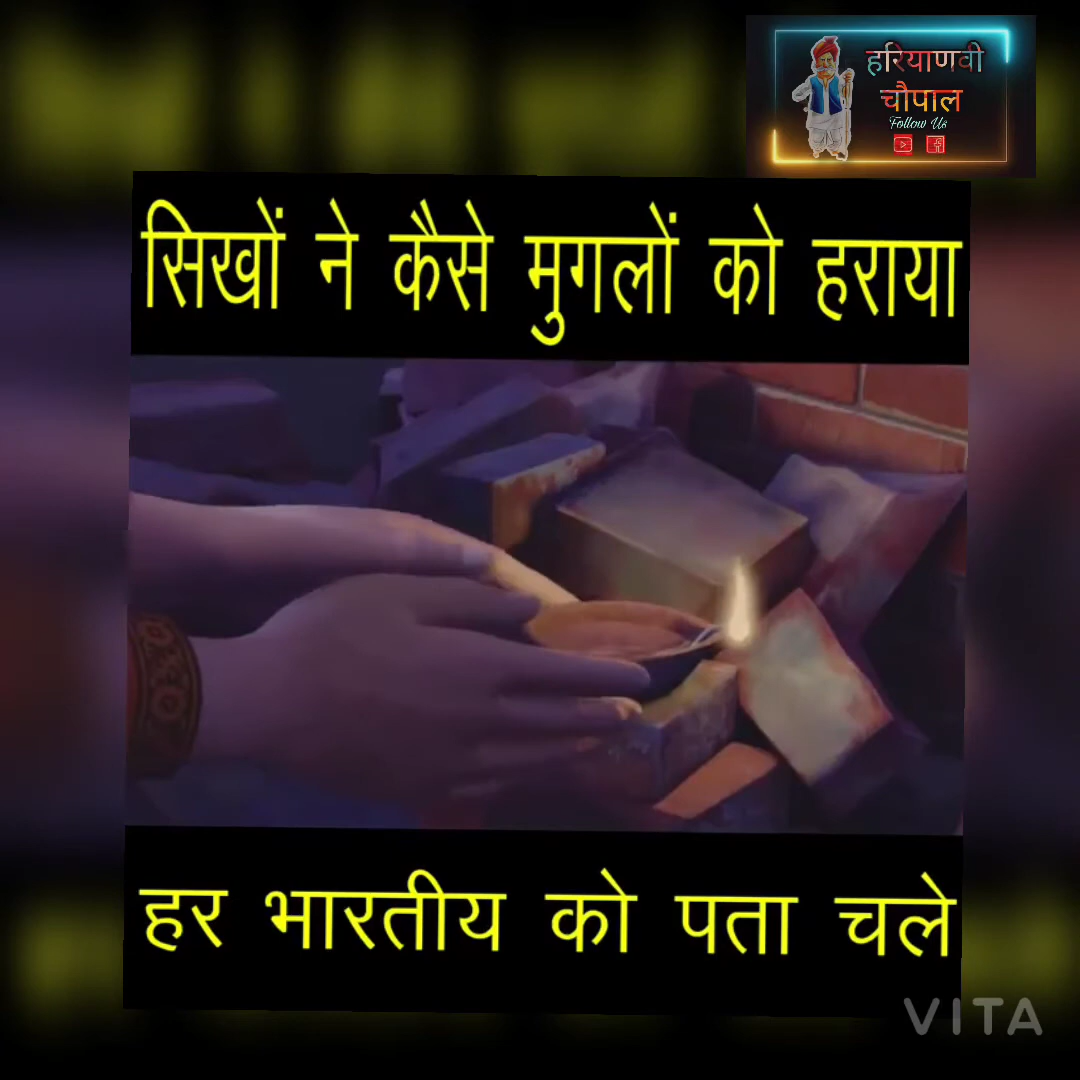 हरियाणवी
चौपाल
Follow Us
सिखों ने कैसे मुगलों को हराया
हर भारतीय को पता चले
VITA